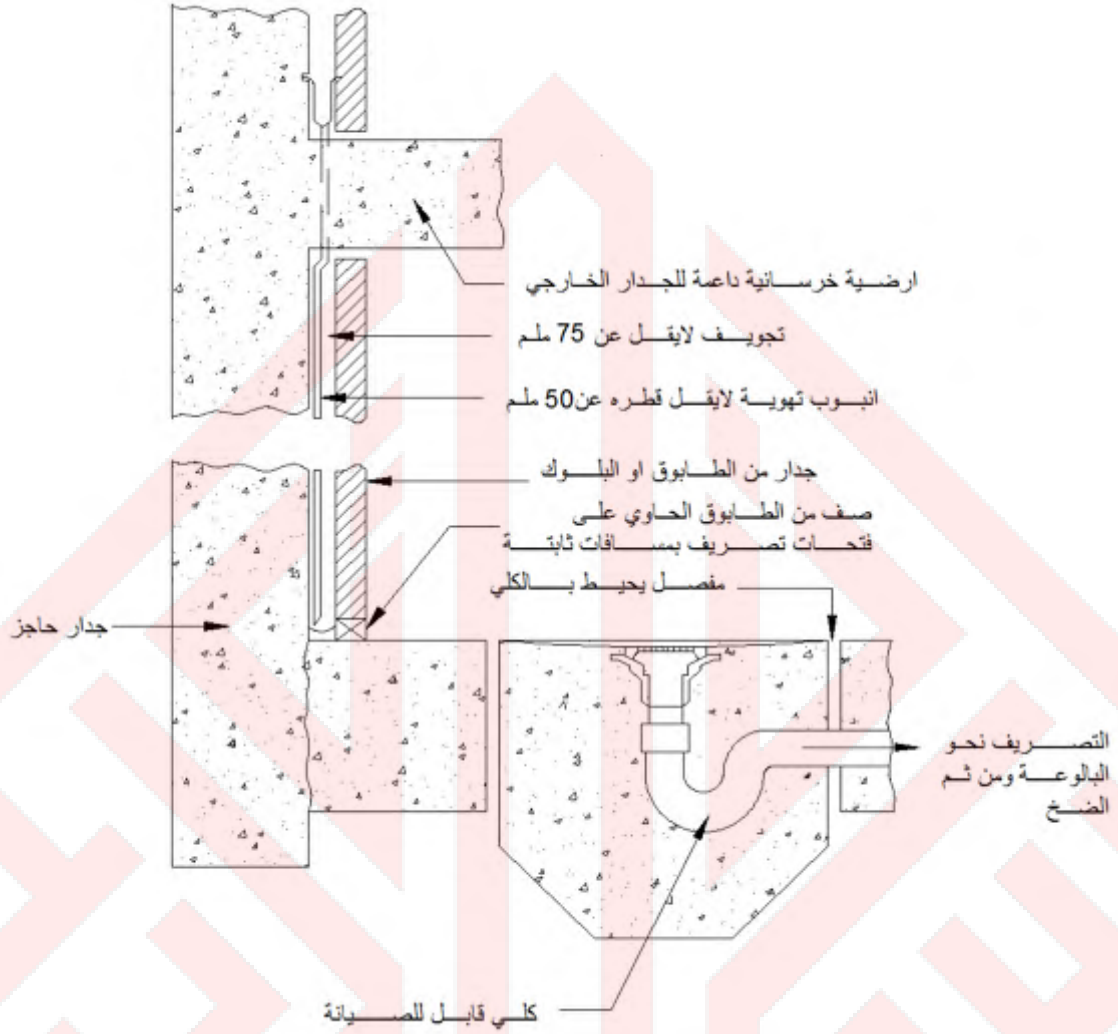 ارضية خرسانية داعمة للجدار الخارجي
تجويف لايقل عن 75 ملم
انبوب تهوية لايقل قطره عن50 ملم
جدار من الطابوق او البلوك
صف من الطابوق الحاوي على
فتحات تصريف بمسافات ثابتة
مفصل يحيط بالكلي
جدار حاجز
التصريف نحو
البالوعة ومن ثم
الضخ
كلي قابل للصيانة